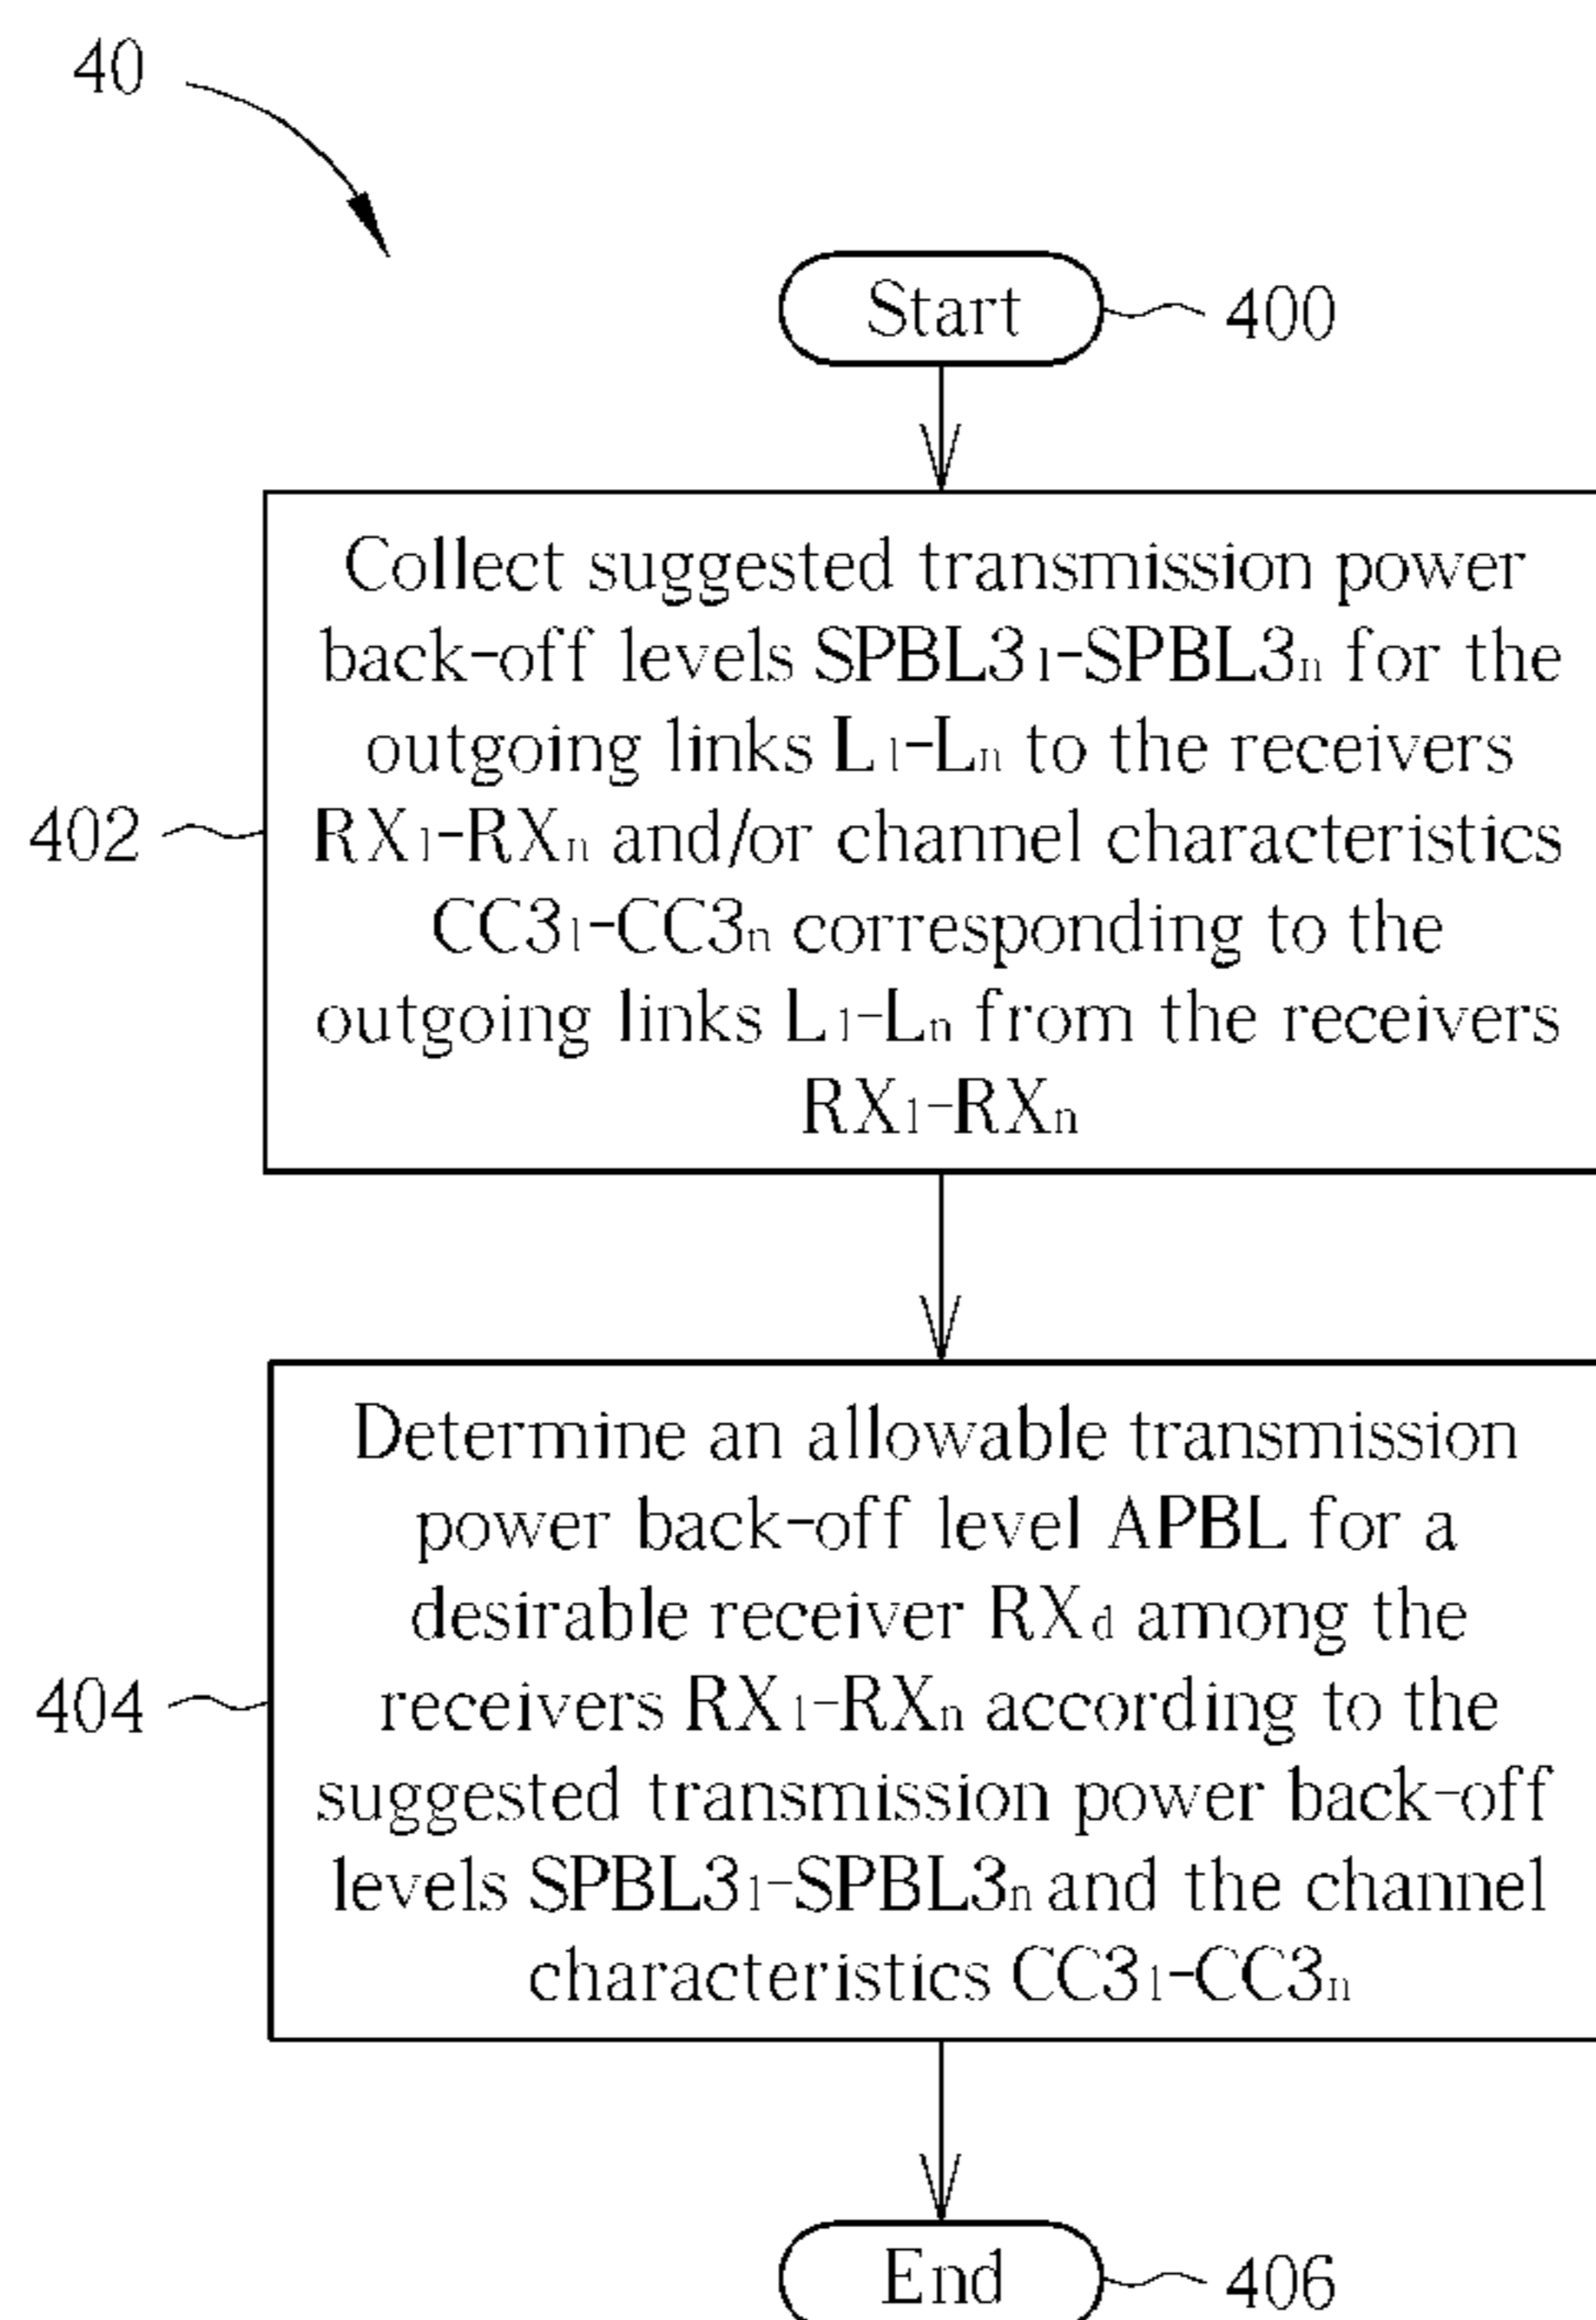 40
Start
400
Collect suggested transmission power
back-off levels SPBL3₁-SPBL3ₙ for the
outgoing links L₁-Lₙ to the receivers
402
RX₁-RXₙ and/or channel characteristics
CC3₁-CC3ₙ corresponding to the
outgoing links L₁-Lₙ from the receivers
RX₁-RXₙ
Determine an allowable transmission
power back-off level APBL for a
desirable receiver RXd among the
404
receivers RX₁-RXₙ according to the
suggested transmission power back-off
levels SPBL3₁-SPBL3ₙ and the channel
characteristics CC3₁-CC3ₙ
End
406